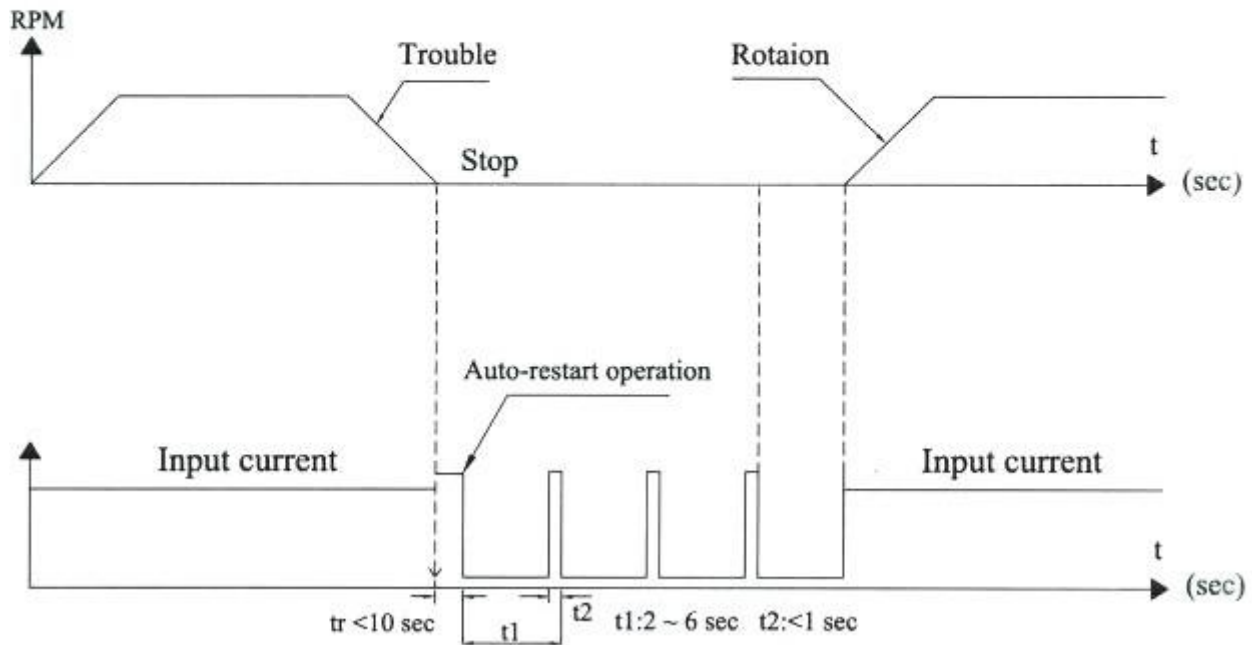 RPM
Trouble
Rotaion
Stop
t
(sec)
Auto-restart operation
Input current
Input current
t
(sec)
tr <10 sec
t1
t2
t1:2 ~ 6 sec
t2:<1 sec